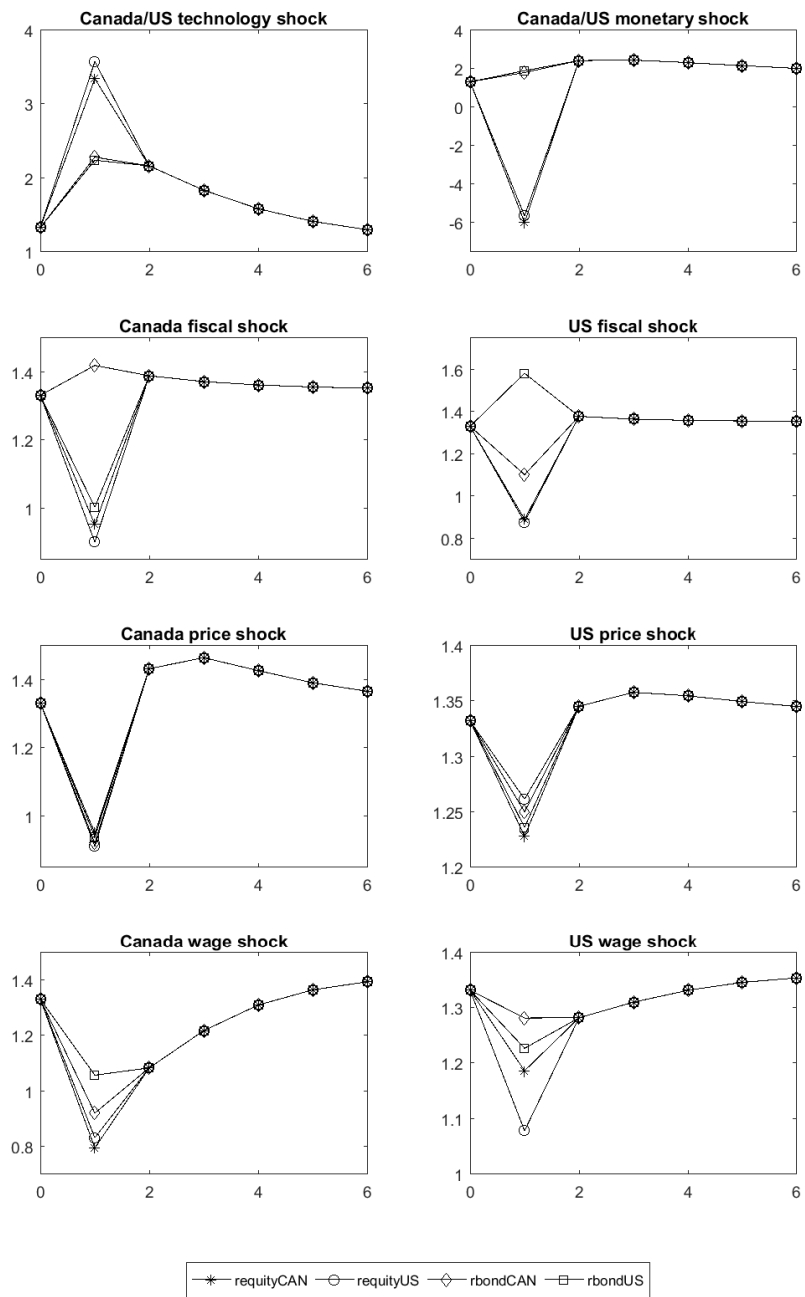 Canada/US technology shock
4
3
2
1
0 2 4 6
Canada/US monetary shock
4
2
0
-2
-4
-6
0 2 4 6
Canada fiscal shock
1.4
1.2
1
0 2 4 6
US fiscal shock
1.6
1.4
1.2
1
0.8
0 2 4 6
Canada price shock
1.4
1.2
1
0 2 4 6
US price shock
1.4
1.35
1.3
1.25
1.2
0 2 4 6
Canada wage shock
1.4
1.2
1
0.8
0 2 4 6
US wage shock
1.4
1.3
1.2
1.1
1
0 2 4 6
requityCAN requityUS rbondCAN rbondUS